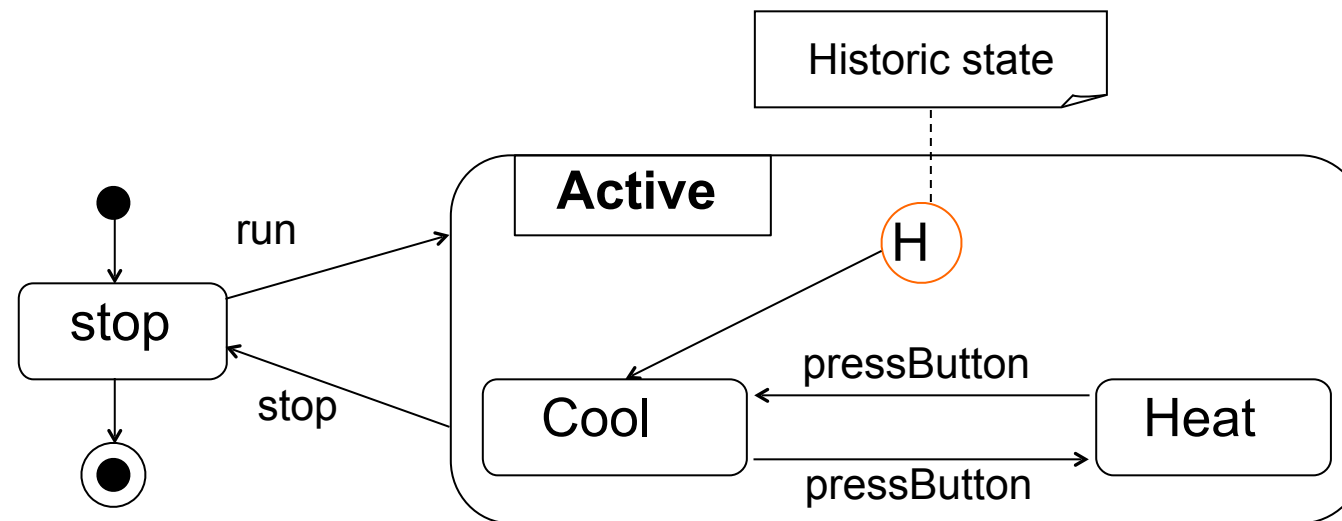 Historic state
Active
H
run
stop
stop
pressButton
Cool
Heat
pressButton